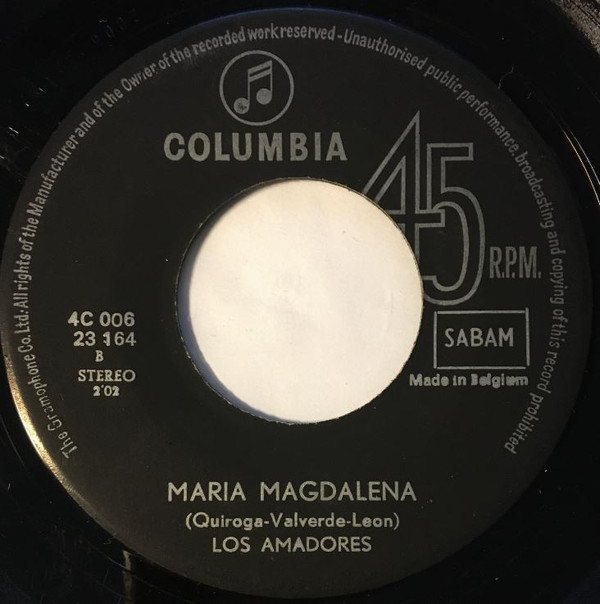 The Gramophone Co. Ltd. All rights of the Manufacturer and of the Owner of the recorded work reserved - Unauthorised public performance, broadcasting and copying of this record prohibited
COLUMBIA
45
R.P.M.
4C 006
23 164
B
STEREO
2'02
SABAM
Made in Belgium
MARIA MAGDALENA
(Quiroga-Valverde-Leon)
LOS AMADORES